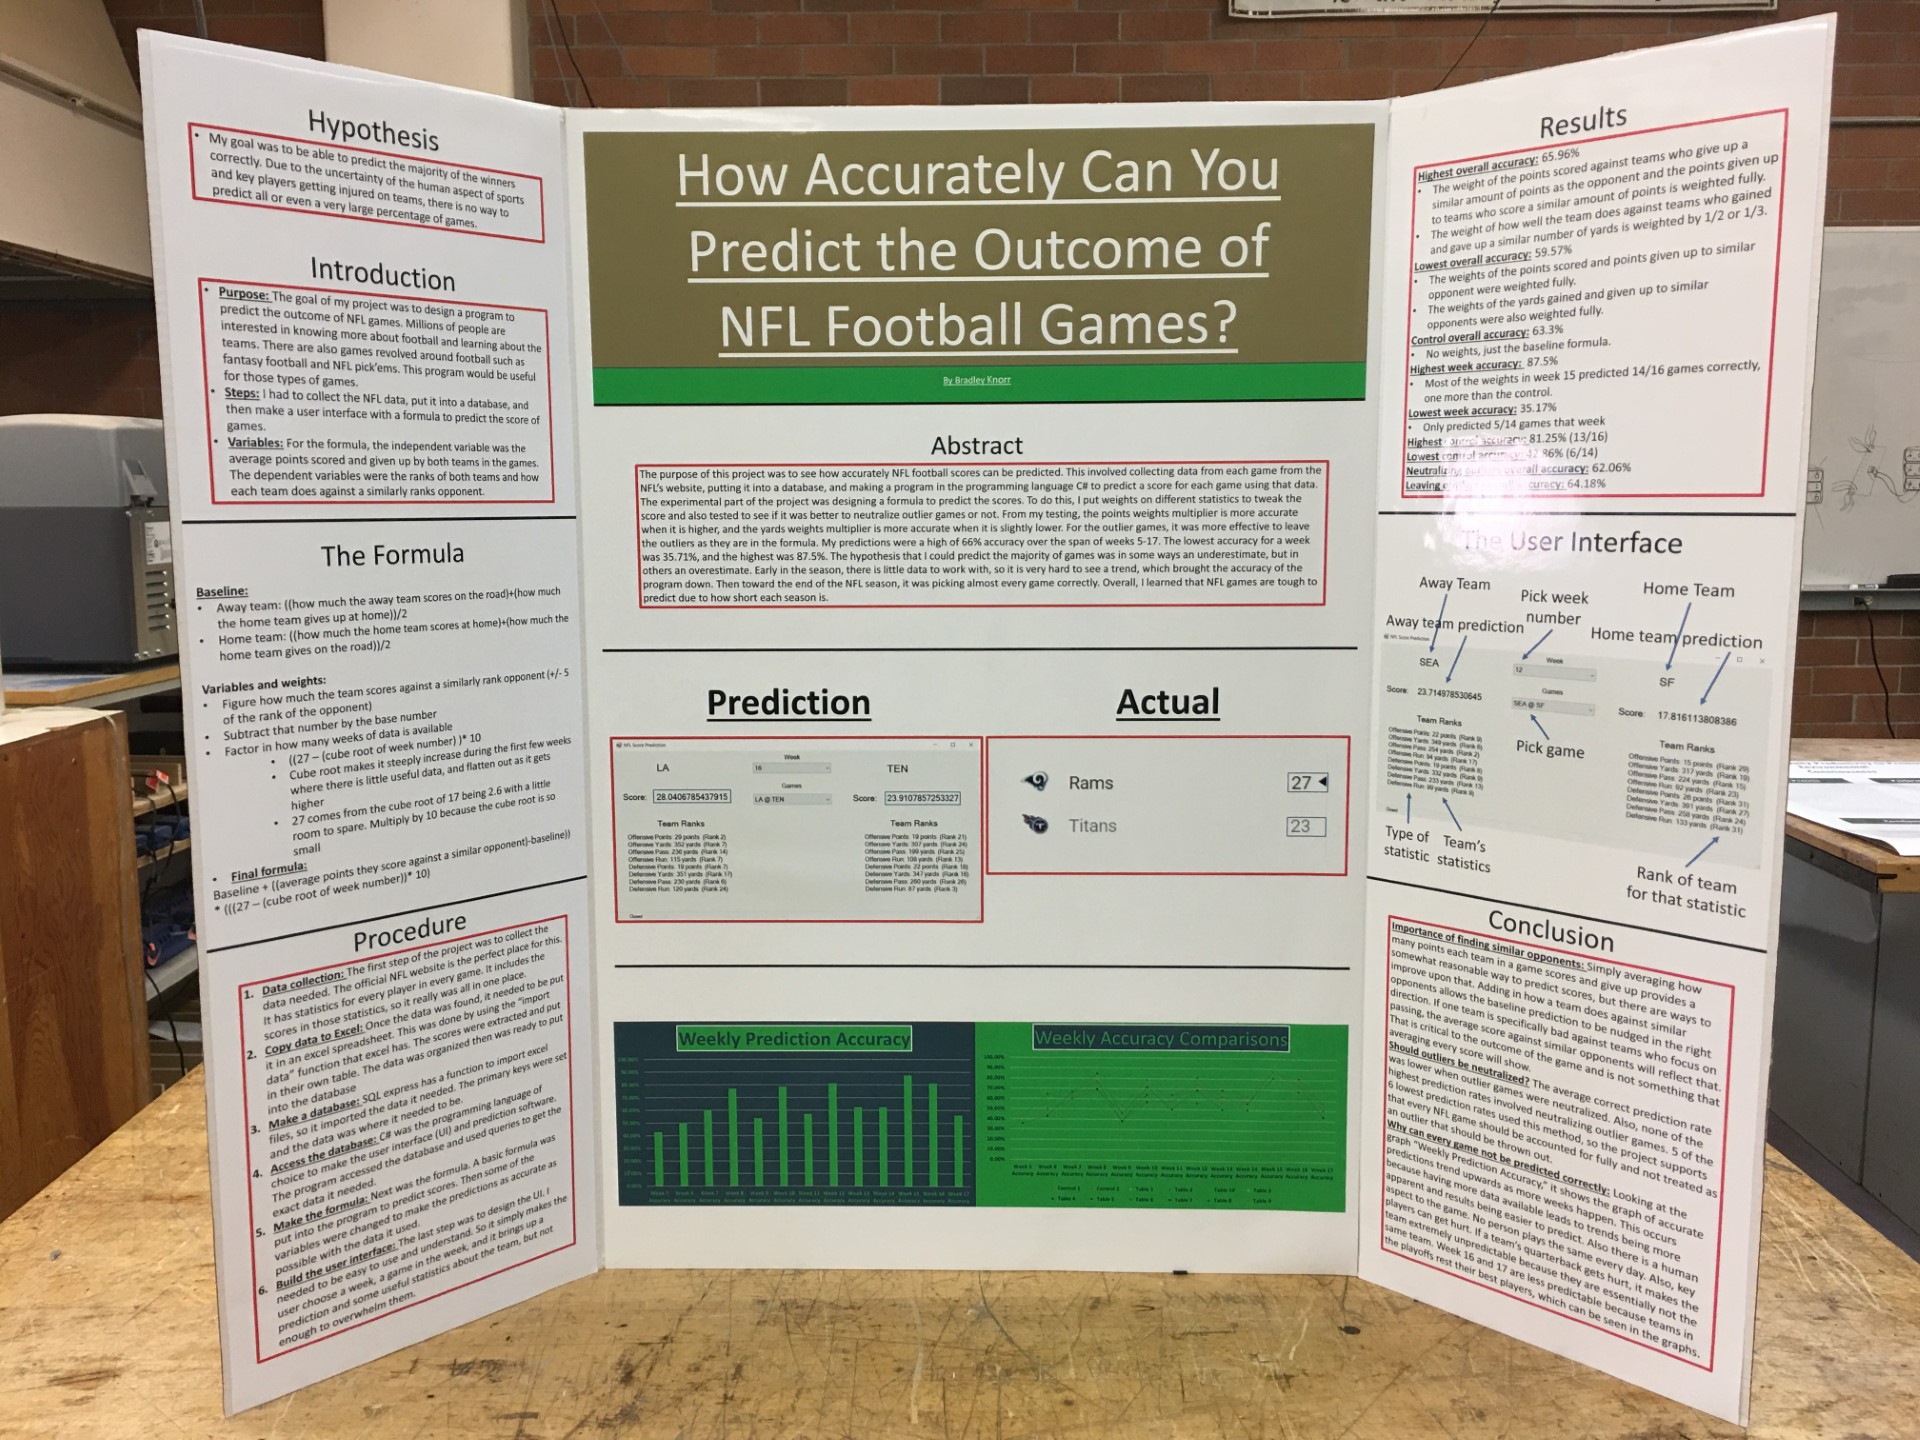 Hypothesis
• My goal was to be able to predict the majority of the winners
correctly. Due to the uncertainty of the human aspect of sports
and key players getting injured on teams, there is no way to
predict all or even a very large percentage of games.
Introduction
• Purpose: The goal of my project was to design a program to
predict the outcome of NFL games. Millions of people are
interested in knowing more about football and learning about the
teams. There are also games revolved around football such as
fantasy football and NFL pick'ems. This program would be useful
for those types of games.
• Steps: I had to collect the NFL data, put it into a database, and
then make a user interface with a formula to predict the score of
games.
• Variables: For the formula, the independent variable was the
average points scored and given up by both teams in the games.
The dependent variables were the ranks of both teams and how
each team does against a similarly ranks opponent.
The Formula
Baseline:
• Away team: ((how much the away team scores on the road)+(how much
the home team gives up at home))/2
• Home team: ((how much the home team scores at home)+(how much the
home team gives on the road))/2
Variables and weights:
• Figure how much the team scores against a similarly rank opponent (+/- 5
of the rank of the opponent)
• Subtract that number by the base number
• Factor in how many weeks of data is available
• ((27 – (cube root of week number) )* 10
• Cube root makes it steeply increase during the first few weeks
where there is little useful data, and flatten out as it gets
higher
• 27 comes from the cube root of 17 being 2.6 with a little
room to spare. Multiply by 10 because the cube root is so
small
• Final formula:
Baseline + ((average points they score against a similar opponent)-baseline))
* (((27 – (cube root of week number))* 10)
Procedure
1. Data collection: The first step of the project was to collect the
data needed. The official NFL website is the perfect place for this.
It has statistics for every player in every game. It includes the
scores in those statistics, so it really was all in one place.
2. Copy data to Excel: Once the data was found, it needed to be put
it in an excel spreadsheet. This was done by using the "import
data" function that excel has. The scores were extracted and put
in their own table. The data was organized then was ready to put
into the database
3. Make a database: SQL express has a function to import excel
files, so it imported the data it needed. The primary keys were set
and the data was where it needed to be.
4. Access the database: C# was the programming language of
choice to make the user interface (UI) and prediction software.
The program accessed the database and used queries to get the
exact data it needed.
5. Make the formula: Next was the formula. A basic formula was
put into the program to predict scores. Then some of the
variables were changed to make the predictions as accurate as
possible with the data it used.
6. Build the user interface: The last step was to design the UI. I
needed to be easy to use and understand. So it simply makes the
user choose a week, a game in the week, and it brings up a
prediction and some useful statistics about the team, but not
enough to overwhelm them.
How Accurately Can You
Predict the Outcome of
NFL Football Games?
By Bradley Knorr
Abstract
The purpose of this project was to see how accurately NFL football scores can be predicted. This involved collecting data from each game from the
NFL's website, putting it into a database, and making a program in the programming language C# to predict a score for each game using that data.
The experimental part of the project was designing a formula to predict the scores. To do this, I put weights on different statistics to tweak the
score and also tested to see if it was better to neutralize outlier games or not. From my testing, the points weights multiplier is more accurate
when it is higher, and the yards weights multiplier is more accurate when it is slightly lower. For the outlier games, it was more effective to leave
the outliers as they are in the formula. My predictions were a high of 66% accuracy over the span of weeks 5-17. The lowest accuracy for a week
was 35.71%, and the highest was 87.5%. The hypothesis that I could predict the majority of games was in some ways an underestimate, but in
others an overestimate. Early in the season, there is little data to work with, so it is very hard to see a trend, which brought the accuracy of the
program down. Then toward the end of the NFL season, it was picking almost every game correctly. Overall, I learned that NFL games are tough to
predict due to how short each season is.
Prediction
NFL Score Prediction
Week
LA
16
TEN
Games
Score: 28.0406785437915
LA @ TEN
Score: 23.9107857253327
Team Ranks
Offensive Points: 29 points (Rank 2)
Offensive Yards: 352 yards (Rank 7)
Offensive Pass: 236 yards (Rank 14)
Offensive Run: 115 yards (Rank 7)
Defensive Points: 19 points (Rank 7)
Defensive Yards: 351 yards (Rank 17)
Defensive Pass: 230 yards (Rank 6)
Defensive Run: 120 yards (Rank 24)
Team Ranks
Offensive Points: 19 points (Rank 21)
Offensive Yards: 307 yards (Rank 24)
Offensive Pass: 199 yards (Rank 25)
Offensive Run: 108 yards (Rank 13)
Defensive Points: 22 points (Rank 18)
Defensive Yards: 347 yards (Rank 16)
Defensive Pass: 260 yards (Rank 26)
Defensive Run: 87 yards (Rank 3)
Actual
Rams 27
Titans 23
Weekly Prediction Accuracy
Weekly Accuracy Comparisons
Results
Highest overall accuracy: 65.96%
• The weight of the points scored against teams who give up a
similar amount of points as the opponent and the points given up
to teams who score a similar amount of points is weighted fully.
• The weight of how well the team does against teams who gained
and gave up a similar number of yards is weighted by 1/2 or 1/3.
Lowest overall accuracy: 59.57%
• The weights of the points scored and points given up to similar
opponent were weighted fully.
• The weights of the yards gained and given up to similar
opponents were also weighted fully.
Control overall accuracy: 63.3%
• No weights, just the baseline formula.
Highest week accuracy: 87.5%
• Most of the weights in week 15 predicted 14/16 games correctly,
one more than the control.
Lowest week accuracy: 35.17%
• Only predicted 5/14 games that week
Highest control accuracy: 81.25% (13/16)
Lowest control accuracy: 42.86% (6/14)
Neutralizing outliers overall accuracy: 62.06%
Leaving overall accuracy: 64.18%
The User Interface
Away Team
Pick week
number
Home Team
Away team prediction
Home team prediction
NFL Score Prediction
SEA
Week
12
SF
Games
Score: 23.714978530645
SEA @ SF
Score: 17.816113808386
Team Ranks
Pick game
Team Ranks
Type of
statistic
Team's
statistics
Rank of team
for that statistic
Conclusion
Importance of finding similar opponents: Simply averaging how
many points each team in a game scores and give up provides a
somewhat reasonable way to predict scores, but there are ways to
improve upon that. Adding in how a team does against similar
opponents allows the baseline prediction to be nudged in the right
direction. If one team is specifically bad against teams who focus on
passing, the average score against similar opponents will reflect that.
That is critical to the outcome of the game and is not something that
averaging every score will show.
Should outliers be neutralized? The average correct prediction rate
was lower when outlier games were neutralized. Also, none of the
highest prediction rates involved neutralizing outlier games. 5 of the
6 lowest prediction rates used this method, so the project supports
that every NFL game should be accounted for fully and not treated as
an outlier that should be thrown out.
Why can every game not be predicted correctly: Looking at the
graph "Weekly Prediction Accuracy," it shows the graph of accurate
predictions trend upwards as more weeks happen. This occurs
because having more data available leads to trends being more
apparent and results being easier to predict. Also there is a human
aspect to the game. No person plays the same every day. Also, key
players can get hurt. If a team's quarterback gets hurt, it makes the
team extremely unpredictable because they are essentially not the
same team. Week 16 and 17 are less predictable because teams in
the playoffs rest their best players, which can be seen in the graphs.